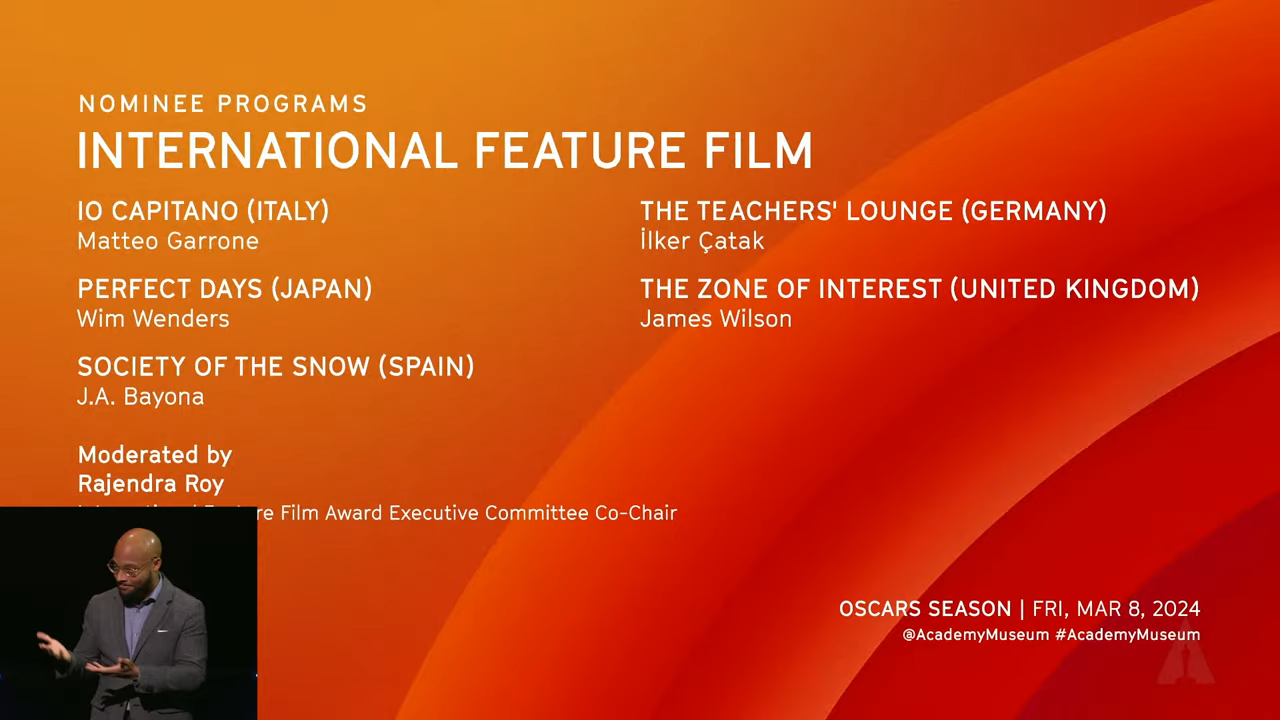 NOMINEE PROGRAMS
INTERNATIONAL FEATURE FILM
IO CAPITANO (ITALY)
Matteo Garrone
PERFECT DAYS (JAPAN)
Wim Wenders
SOCIETY OF THE SNOW (SPAIN)
J.A. Bayona
THE TEACHERS' LOUNGE (GERMANY)
İlker Çatak
THE ZONE OF INTEREST (UNITED KINGDOM)
James Wilson
Moderated by
Rajendra Roy
Film Award Executive Committee Co-Chair
OSCARS SEASON | FRI, MAR 8, 2024
@AcademyMuseum #AcademyMuseum